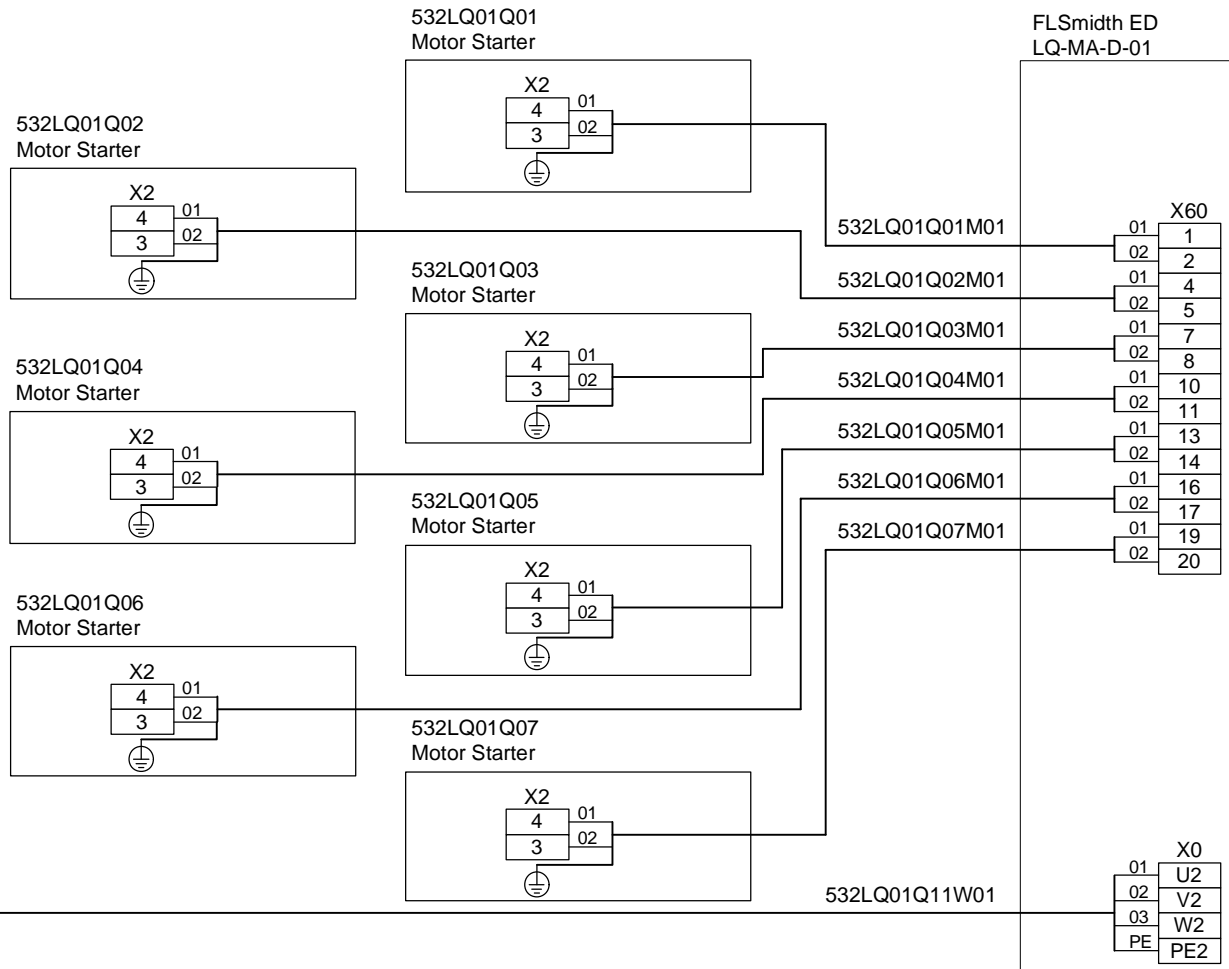 532LQ01Q01
Motor Starter
X2
4 01
3 02
FLSmidth ED
LQ-MA-D-01
532LQ01Q02
Motor Starter
X2
4 01
3 02
532LQ01Q03
Motor Starter
X2
4 01
3 02
532LQ01Q04
Motor Starter
X2
4 01
3 02
532LQ01Q05
Motor Starter
X2
4 01
3 02
532LQ01Q06
Motor Starter
X2
4 01
3 02
532LQ01Q07
Motor Starter
X2
4 01
3 02
532LQ01Q01M01
532LQ01Q02M01
532LQ01Q03M01
532LQ01Q04M01
532LQ01Q05M01
532LQ01Q06M01
532LQ01Q07M01
X60
01 1
02 2
01 4
02 5
01 7
02 8
01 10
02 11
01 13
02 14
01 16
02 17
01 19
02 20
532LQ01Q11W01
X0
01 U2
02 V2
03 W2
PE PE2